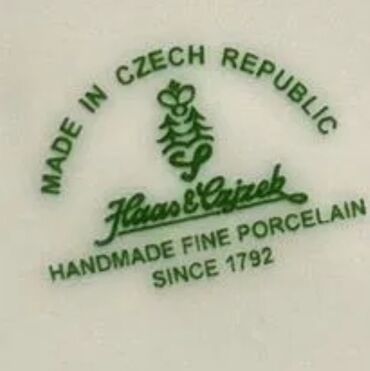 MADE IN CZECH REPUBLIC
S
Haas & Czjzek
HANDMADE FINE PORCELAIN
SINCE 1792